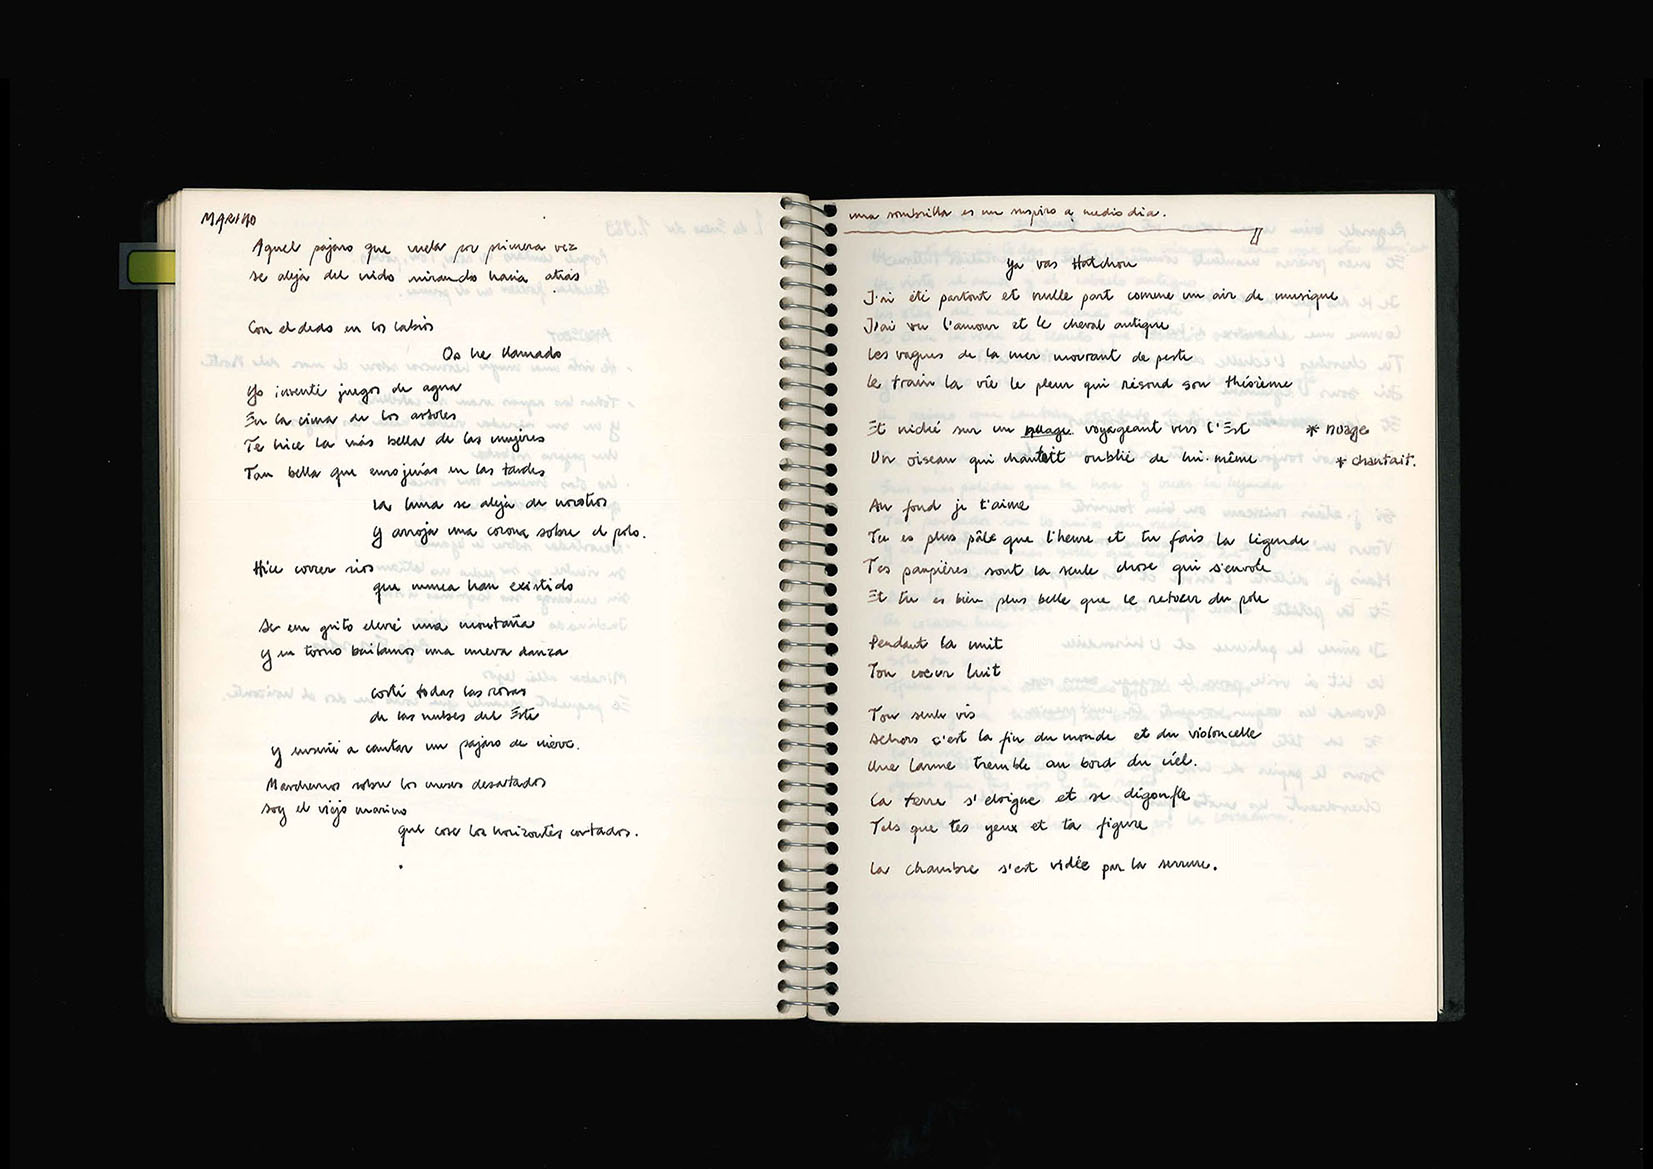 MARINO
Aquel pajaro que vuela por primera vez
se aleja del nido mirando hacia atrás
Con el dedo en los labios
Os he llamado
Yo inventé juegos de agua
En la cima de los arboles
Te hice la más bella de las mujeres
Tan bella que enrojecías en las tardes
La luna se aleja de nosotros
y arroja una corona sobre el polo.
Hice correr rios
que nunca han existido
De un grito elevé una montaña
y en torno bailamos una nueva danza
corté todas las rosas
de las nubes del Este
y enseñé a cantar un pajaro de nieve.
Marchemos sobre los meses desatados
soy el viejo marino
que cose los horizontes cortados.
una sombrilla es un suspiro a medio dia.
Ya vas Hatchou
J'ai été partout et nulle part comme un air de musique
J'ai vu l'amour et le cheval antique
Les vagues de la mer mourant de peste
Le train la vie le pleur qui résoud son théorème
Et niché sur un nuage voyageant vers l'Est * nuage
Un oiseau qui chantait oublié de lui-même * chantait.
Au fond je t'aime
Tu es plus pâle que l'heure et tu fais la légende
Tes paupières sont la seule chose qui s'envole
Et tu es bien plus belle que le retour du pole
Pendant la nuit
Ton coeur luit
Ton seule vis
Dehors c'est la fin du monde et du violoncelle
Une larme tremble au bord du ciel.
La terre s'eloigne et se dégonfle
Tels que tes yeux et ta figure
La chambre s'est vidée par la serrure.